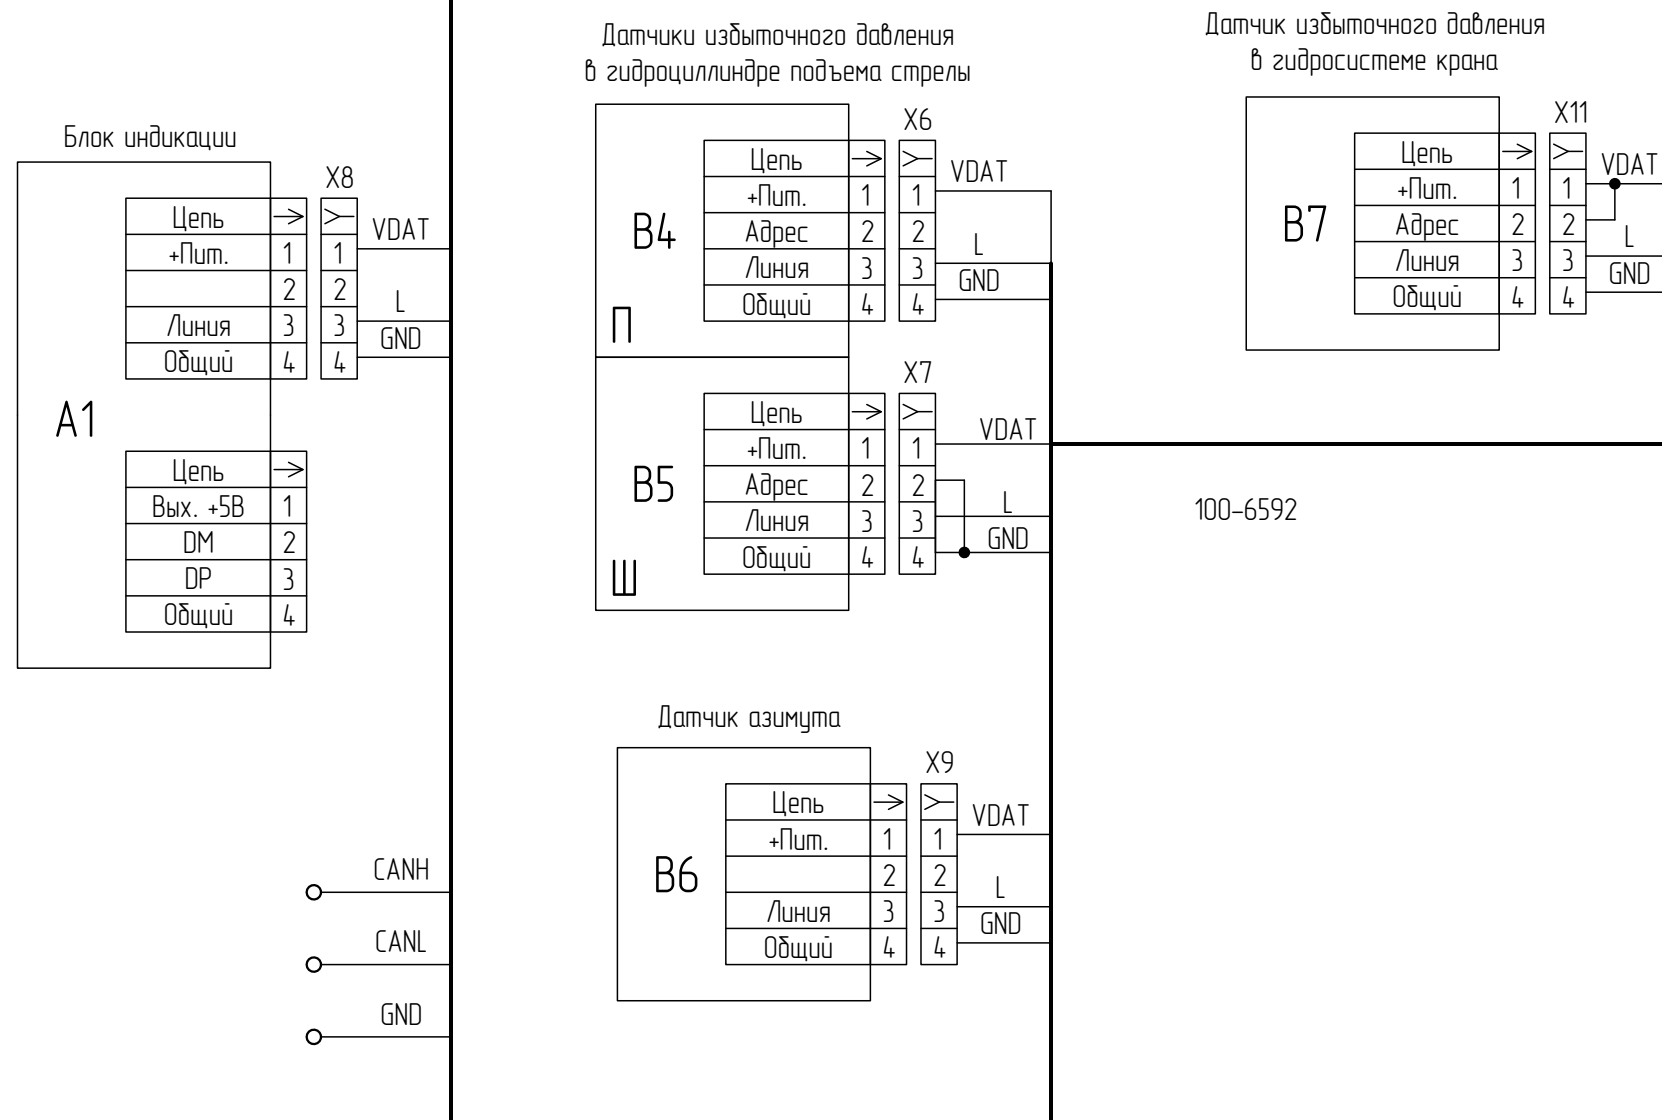 Блок индикации
A1
X8
Цепь
+Пит. 1 1 VDAT
2 2
Линия 3 3 L
Общий 4 4 GND
Цепь
Вых. +5В 1
DM 2
DP 3
Общий 4
CANH
CANL
GND
Датчики избыточного давления
в гидроциллиндре подъема стрелы
B4
П
X6
Цепь
+Пит. 1 1 VDAT
Адрес 2 2
Линия 3 3 L
Общий 4 4 GND
B5
Ш
X7
Цепь
+Пит. 1 1 VDAT
Адрес 2 2
Линия 3 3 L
Общий 4 4 GND
Датчик азимута
B6
X9
Цепь
+Пит. 1 1 VDAT
2 2
Линия 3 3 L
Общий 4 4 GND
Датчик избыточного давления
в гидросистеме крана
B7
X11
Цепь
+Пит. 1 1 VDAT
Адрес 2 2
Линия 3 3 L
Общий 4 4 GND
100-6592